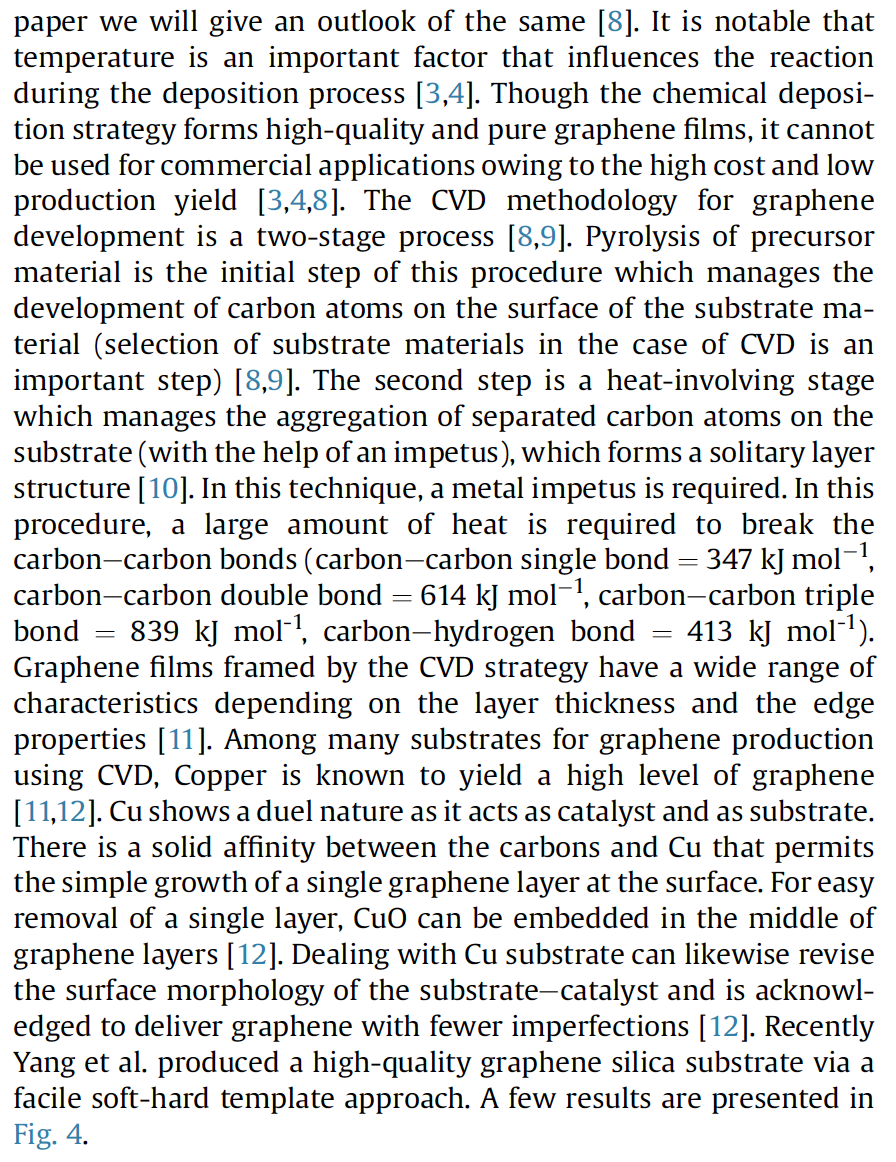 paper we will give an outlook of the same [8]. It is notable that
temperature is an important factor that influences the reaction
during the deposition process [3,4]. Though the chemical deposi-
tion strategy forms high-quality and pure graphene films, it cannot
be used for commercial applications owing to the high cost and low
production yield [3,4,8]. The CVD methodology for graphene
development is a two-stage process [8,9]. Pyrolysis of precursor
material is the initial step of this procedure which manages the
development of carbon atoms on the surface of the substrate ma-
terial (selection of substrate materials in the case of CVD is an
important step) [8,9]. The second step is a heat-involving stage
which manages the aggregation of separated carbon atoms on the
substrate (with the help of an impetus), which forms a solitary layer
structure [10]. In this technique, a metal impetus is required. In this
procedure, a large amount of heat is required to break the
carbon−carbon bonds (carbon−carbon single bond = 347 kJ mol⁻¹,
carbon−carbon double bond = 614 kJ mol⁻¹, carbon−carbon triple
bond = 839 kJ mol⁻¹, carbon−hydrogen bond = 413 kJ mol⁻¹).
Graphene films framed by the CVD strategy have a wide range of
characteristics depending on the layer thickness and the edge
properties [11]. Among many substrates for graphene production
using CVD, Copper is known to yield a high level of graphene
[11,12]. Cu shows a duel nature as it acts as catalyst and as substrate.
There is a solid affinity between the carbons and Cu that permits
the simple growth of a single graphene layer at the surface. For easy
removal of a single layer, CuO can be embedded in the middle of
graphene layers [12]. Dealing with Cu substrate can likewise revise
the surface morphology of the substrate−catalyst and is acknowl-
edged to deliver graphene with fewer imperfections [12]. Recently
Yang et al. produced a high-quality graphene silica substrate via a
facile soft-hard template approach. A few results are presented in
Fig. 4.